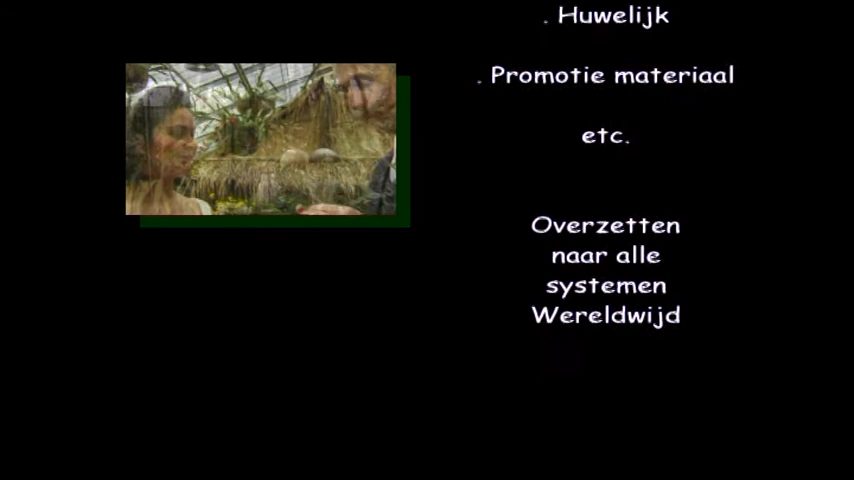 . Huwelijk
. Promotie materiaal
etc.
Overzetten
naar alle
systemen
Wereldwijd